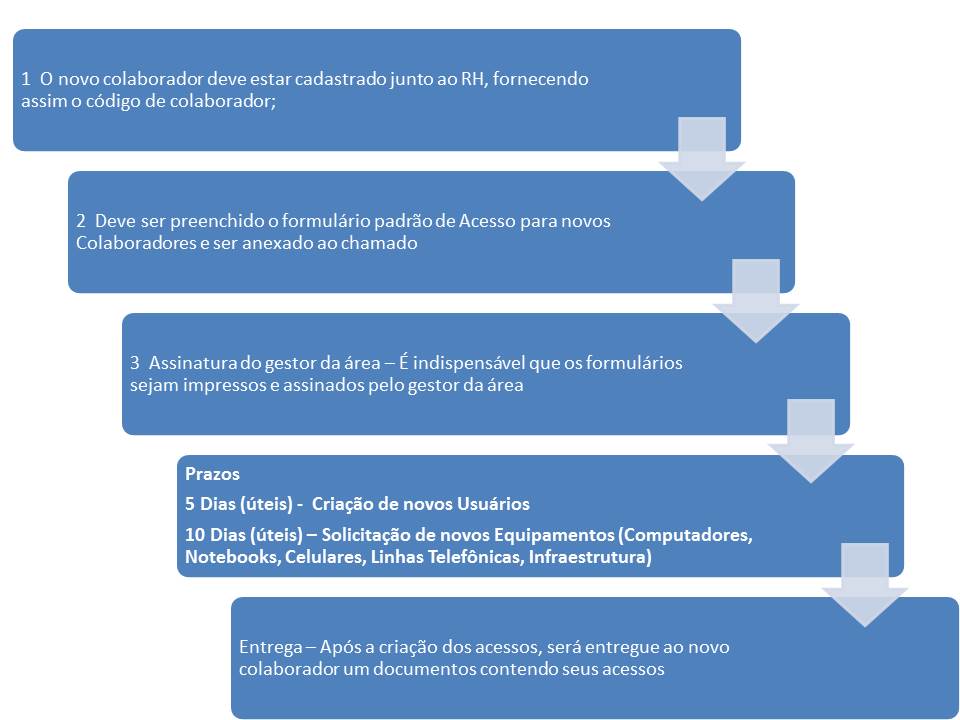 1  O novo colaborador deve estar cadastrado junto ao RH, fornecendo
assim o código de colaborador;
2  Deve ser preenchido o formulário padrão de Acesso para novos
Colaboradores e ser anexado ao chamado
3  Assinatura do gestor da área – É indispensável que os formulários
sejam impressos e assinados pelo gestor da área
Prazos
5 Dias (úteis) -  Criação de novos Usuários
10 Dias (úteis) – Solicitação de novos Equipamentos (Computadores,
Notebooks, Celulares, Linhas Telefônicas, Infraestrutura)
Entrega – Após a criação dos acessos, será entregue ao novo
colaborador um documentos contendo seus acessos